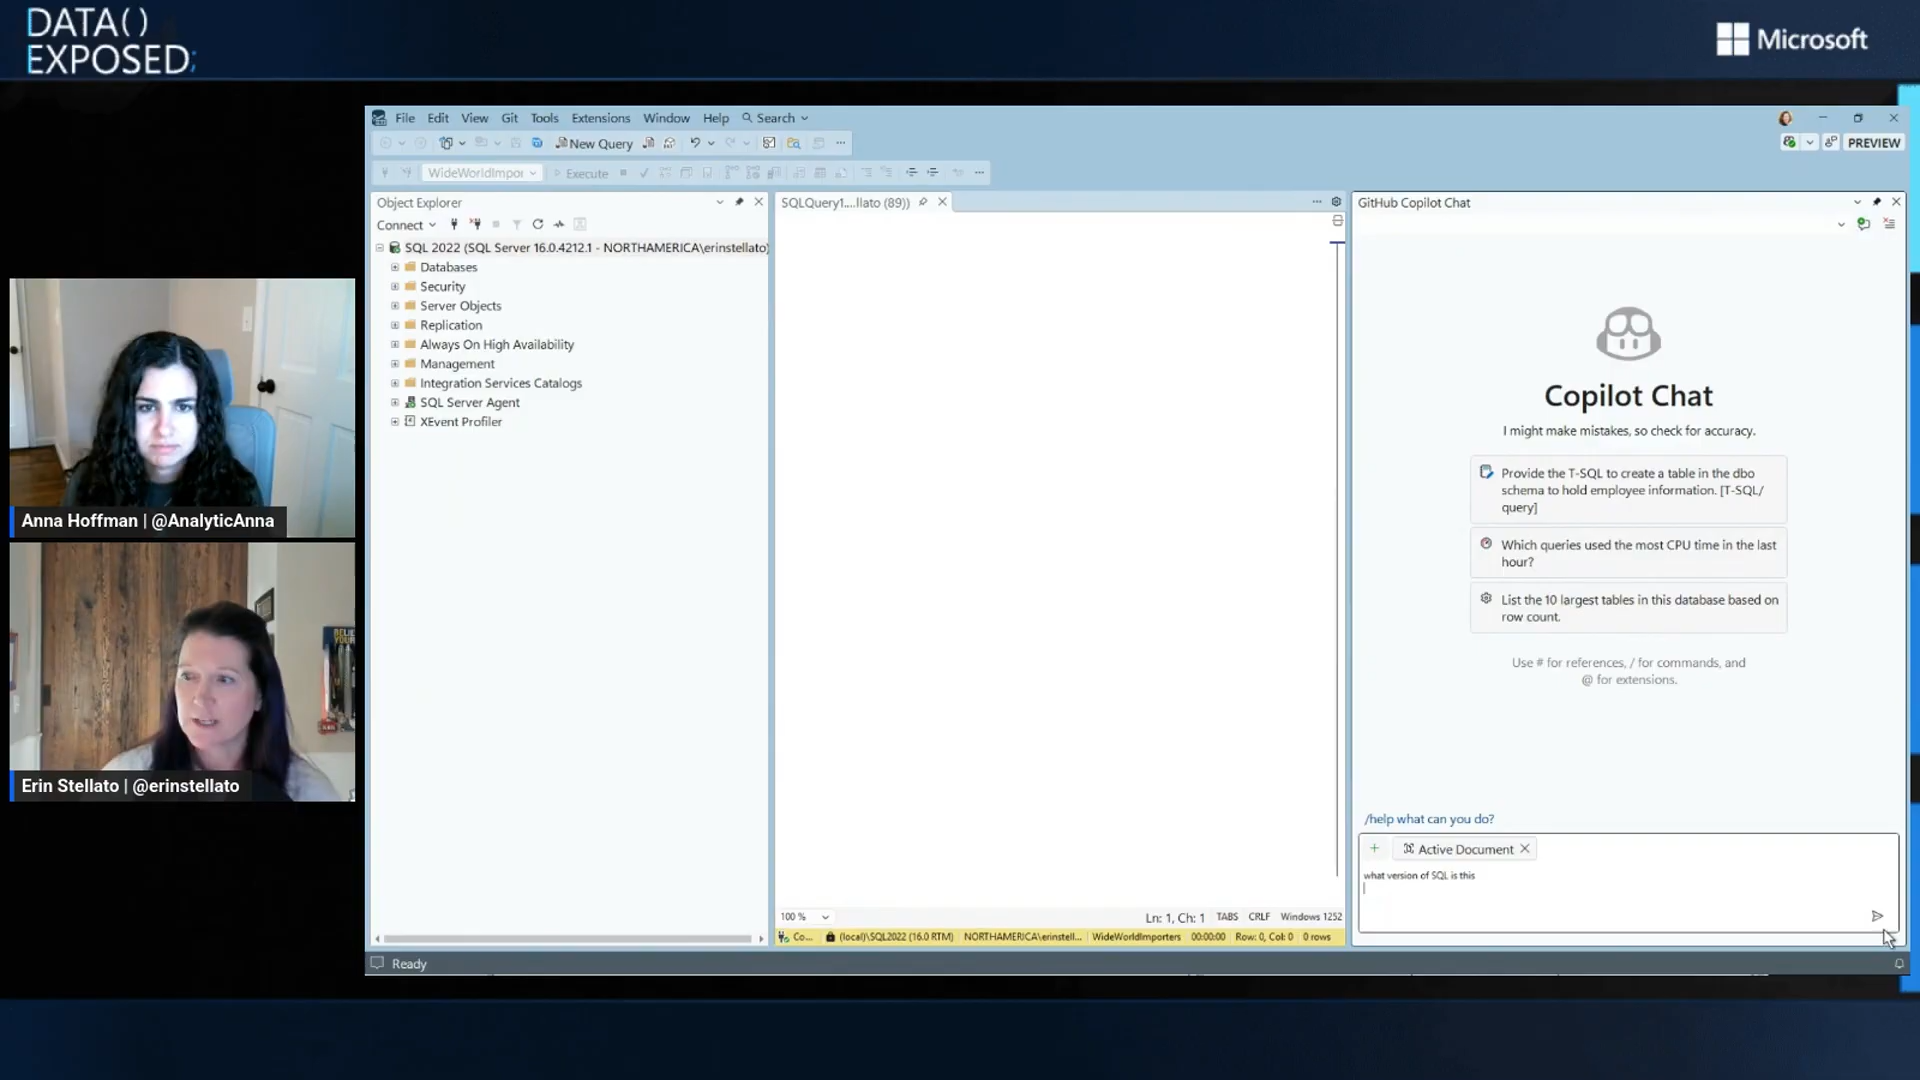 DATA()
EXPOSED;
Microsoft
File Edit View Git Tools Extensions Window Help Search
New Query
PREVIEW
WideWorldImpor
Execute
Object Explorer
Connect
SQL 2022 (SQL Server 16.0.4212.1 - NORTHAMERICA\erinstellato)
Databases
Security
Server Objects
Replication
Always On High Availability
Management
Integration Services Catalogs
SQL Server Agent
XEvent Profiler
SQLQuery1....llato (89))
100 %
Ln: 1, Ch: 1 TABS CRLF Windows 1252
Co... (local)\SQL2022 (16.0 RTM) NORTHAMERICA\erinstell... WideWorldImporters 00:00:00 Row: 0, Col: 0 0 rows
GitHub Copilot Chat
Copilot Chat
I might make mistakes, so check for accuracy.
Provide the T-SQL to create a table in the dbo
schema to hold employee information. [T-SQL/
query]
Which queries used the most CPU time in the last
hour?
List the 10 largest tables in this database based on
row count.
Use # for references, / for commands, and
@ for extensions.
/help what can you do?
Active Document
what version of SQL is this
Ready
Anna Hoffman | @AnalyticAnna
Erin Stellato | @erinstellato